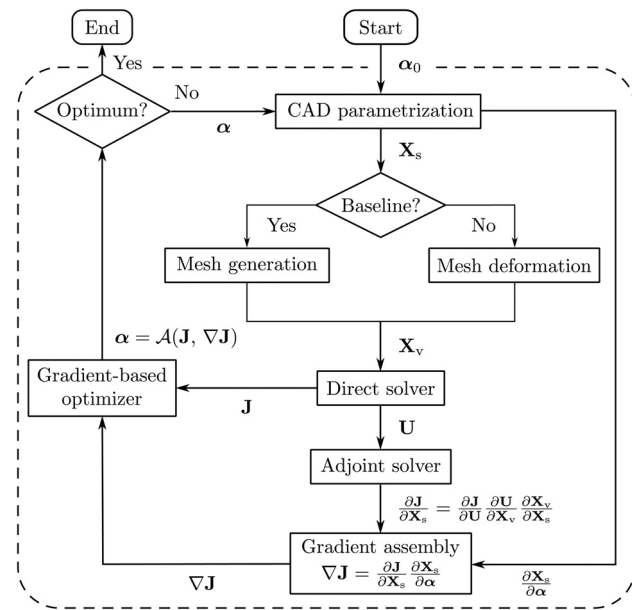 End
Start
Yes
α₀
Optimum?
No
α
CAD parametrization
Xₛ
Baseline?
Yes
No
Mesh generation
Mesh deformation
α = 𝒜(J, ∇J)
Xᵥ
Gradient-based
optimizer
Direct solver
J
U
Adjoint solver
∂J/∂Xₛ = ∂J/∂U ∂U/∂Xᵥ ∂Xᵥ/∂Xₛ
Gradient assembly
∇J = ∂J/∂Xₛ ∂Xₛ/∂α
∇J
∂Xₛ/∂α